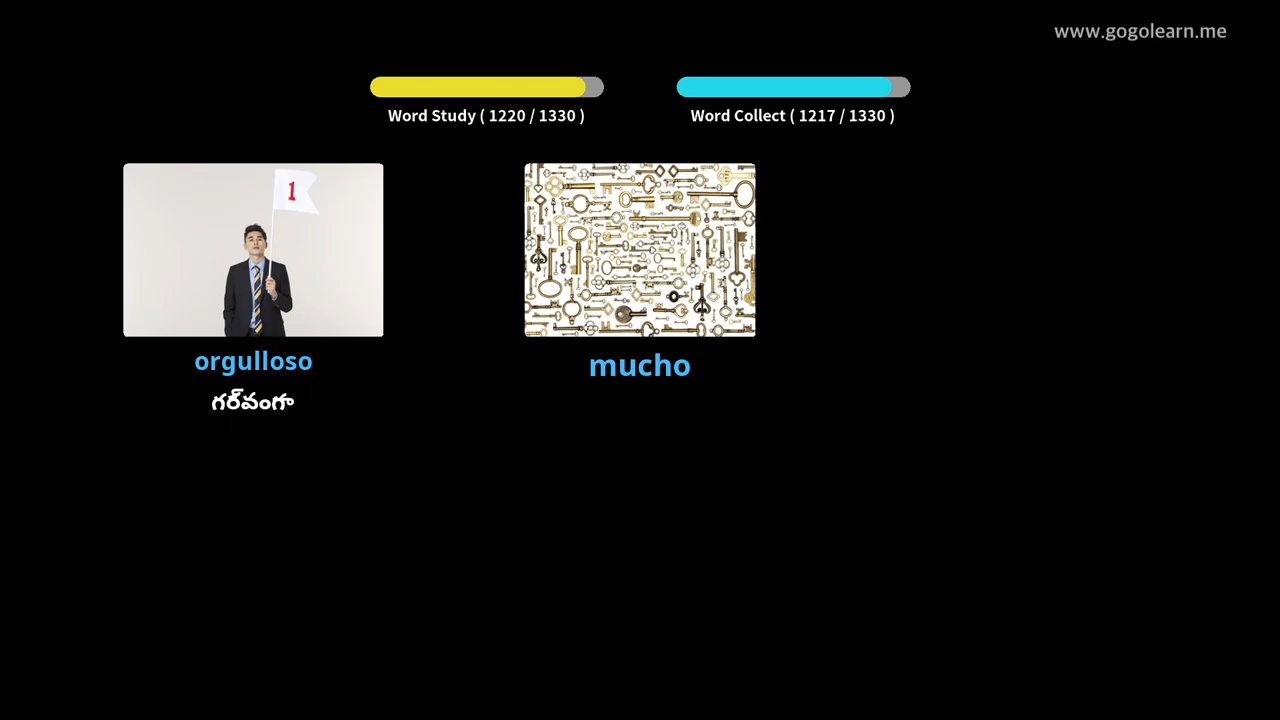 www.gogolearn.me
Word Study ( 1220 / 1330 )
Word Collect ( 1217 / 1330 )
1
orgulloso
mucho
గర్‌వంగా